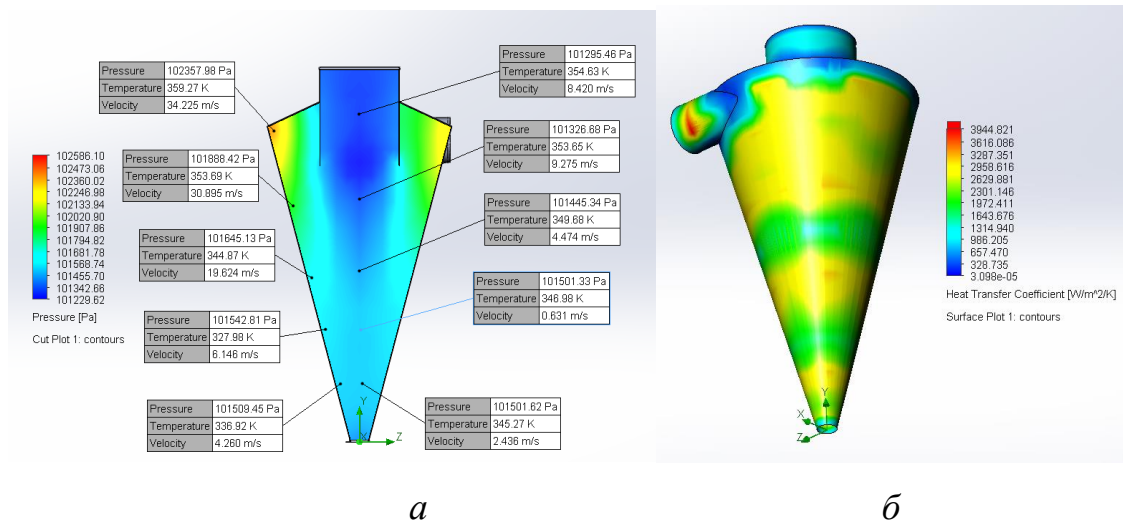 Pressure 102357.98 Pa
Temperature 359.27 K
Velocity 34.225 m/s
Pressure 101295.46 Pa
Temperature 354.63 K
Velocity 8.420 m/s
Pressure 101888.42 Pa
Temperature 353.69 K
Velocity 30.895 m/s
Pressure 101326.68 Pa
Temperature 353.65 K
Velocity 9.275 m/s
Pressure 101645.13 Pa
Temperature 344.87 K
Velocity 19.624 m/s
Pressure 101445.34 Pa
Temperature 349.68 K
Velocity 4.474 m/s
Pressure 101542.81 Pa
Temperature 327.98 K
Velocity 6.146 m/s
Pressure 101501.33 Pa
Temperature 346.98 K
Velocity 0.631 m/s
Pressure 101509.45 Pa
Temperature 336.92 K
Velocity 4.260 m/s
Pressure 101501.62 Pa
Temperature 345.27 K
Velocity 2.436 m/s
102586.10
102473.06
102360.02
102246.98
102133.94
102020.90
101907.86
101794.82
101681.78
101568.74
101455.70
101342.66
101229.62
Pressure [Pa]
Cut Plot 1: contours
Y
X
Z
3944.821
3616.086
3287.351
2958.616
2629.881
2301.146
1972.411
1643.676
1314.940
986.205
657.470
328.735
3.098e-05
Heat Transfer Coefficient [W/m^2/K]
Surface Plot 1: contours
Y
X
Z
а
б